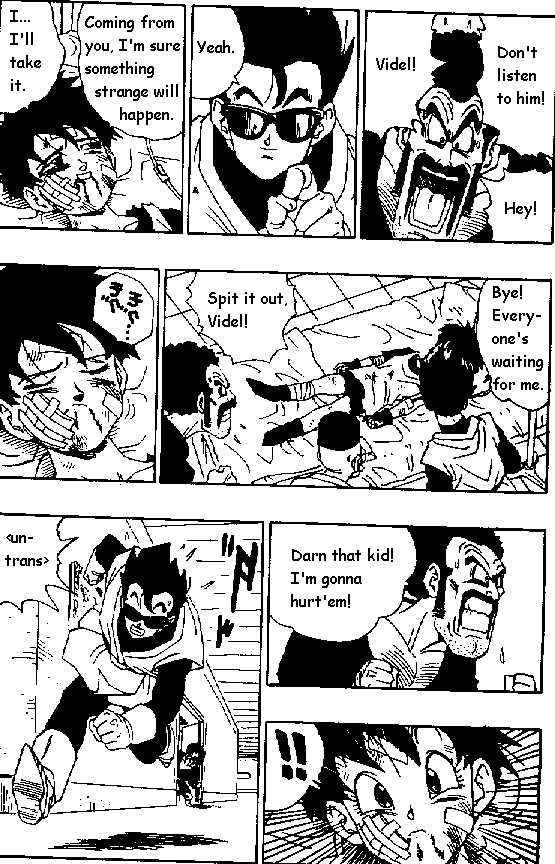 Don't
listen
to him!
Videl!
Hey!
Yeah.
Coming from
you, I'm sure
something
strange will
happen.
I...
I'll
take
it.
Bye!
Every-
one's
waiting
for me.
Spit it out,
Videl!
Darn that kid!
I'm gonna
hurt'em!
!!
<un-
trans>